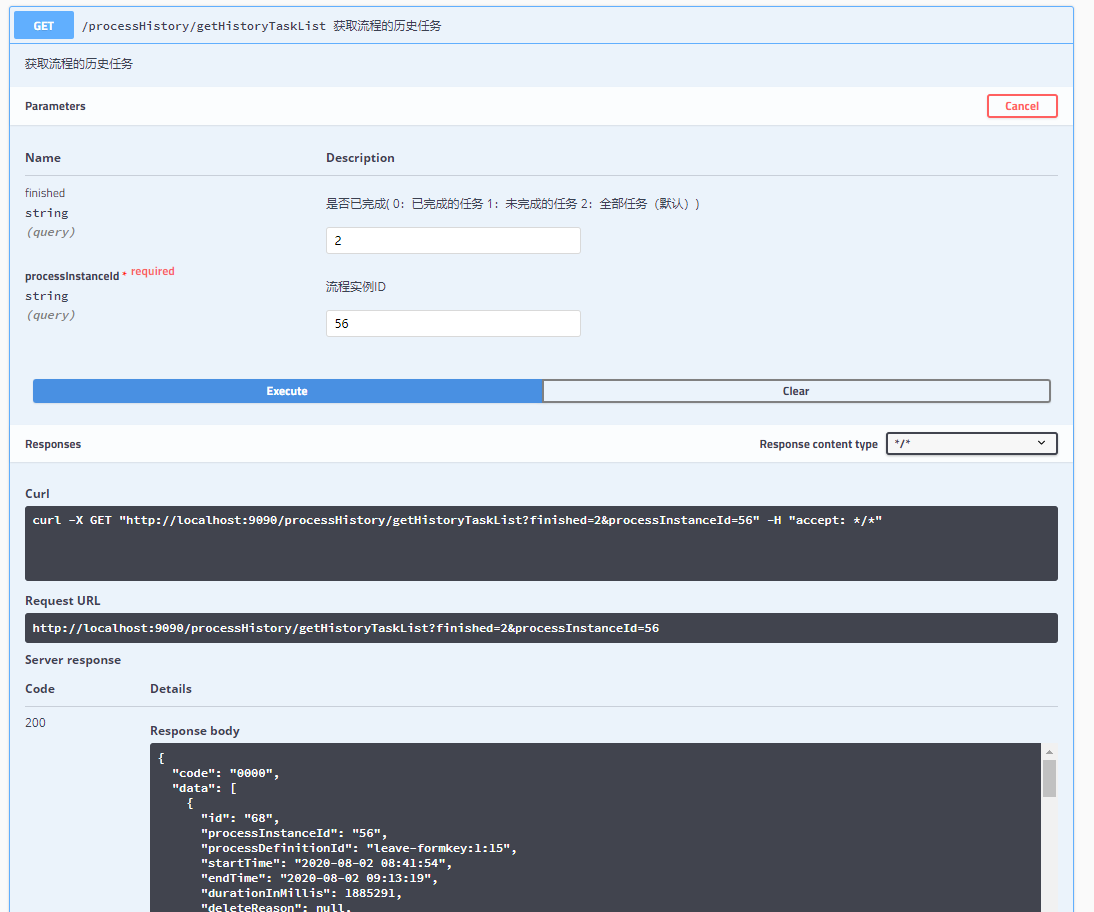 GET /processHistory/getHistoryTaskList 获取流程的历史任务
获取流程的历史任务
Parameters Cancel
Name Description
finished
string
(query)
是否已完成( 0：已完成的任务 1：未完成的任务 2：全部任务（默认）)
2
processInstanceId * required
string
(query)
流程实例ID
56
Execute Clear
Responses Response content type */*
Curl
curl -X GET "http://localhost:9090/processHistory/getHistoryTaskList?finished=2&processInstanceId=56" -H "accept: */*"
Request URL
http://localhost:9090/processHistory/getHistoryTaskList?finished=2&processInstanceId=56
Server response
Code Details
200
Response body
{
"code": "0000",
"data": [
{
"id": "68",
"processInstanceId": "56",
"processDefinitionId": "leave-formkey:1:15",
"startTime": "2020-08-02 08:41:54",
"endTime": "2020-08-02 09:13:19",
"durationInMillis": 1885291,
"deleteReason": null,